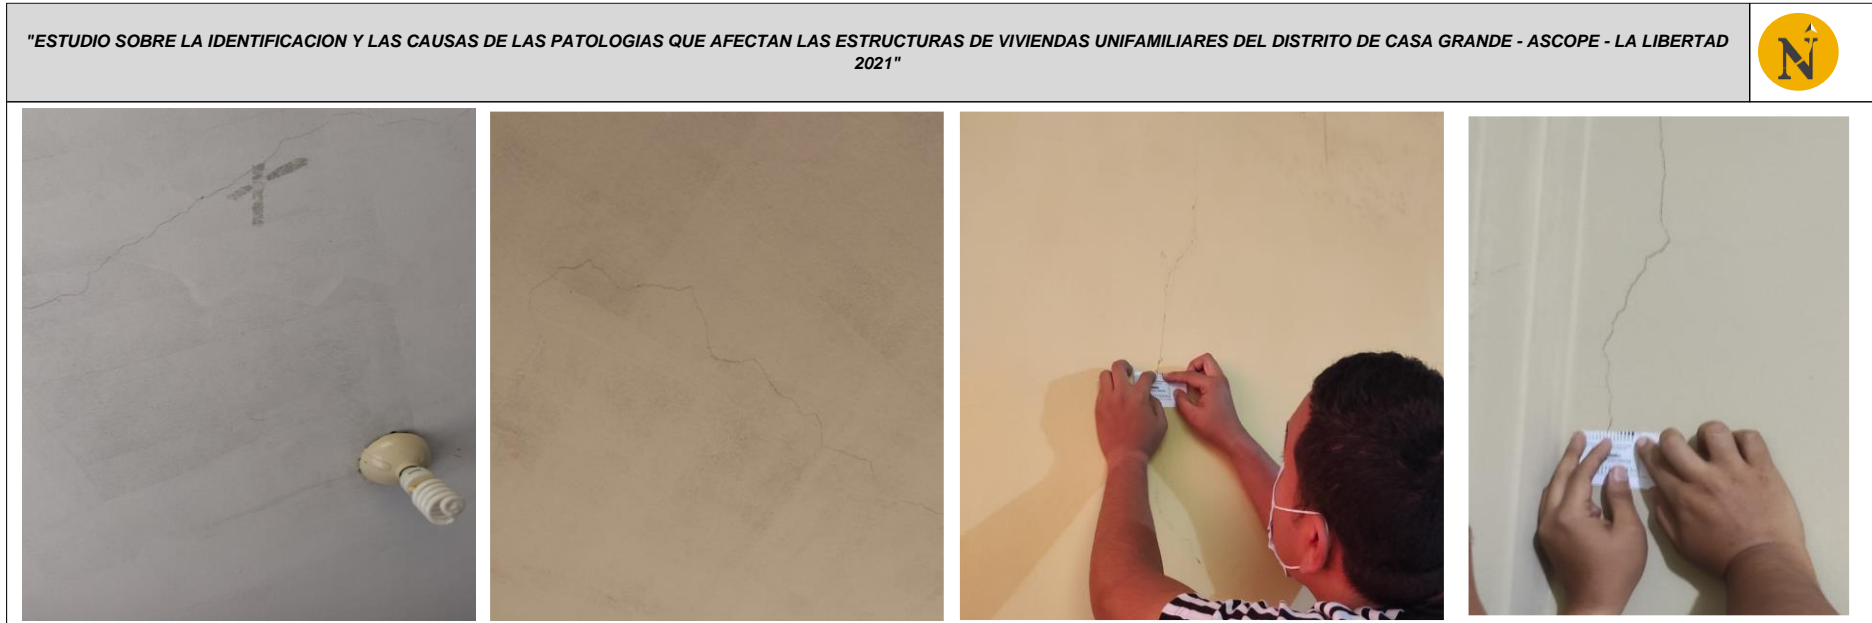 "ESTUDIO SOBRE LA IDENTIFICACION Y LAS CAUSAS DE LAS PATOLOGIAS QUE AFECTAN LAS ESTRUCTURAS DE VIVIENDAS UNIFAMILIARES DEL DISTRITO DE CASA GRANDE - ASCOPE - LA LIBERTAD
2021"
N